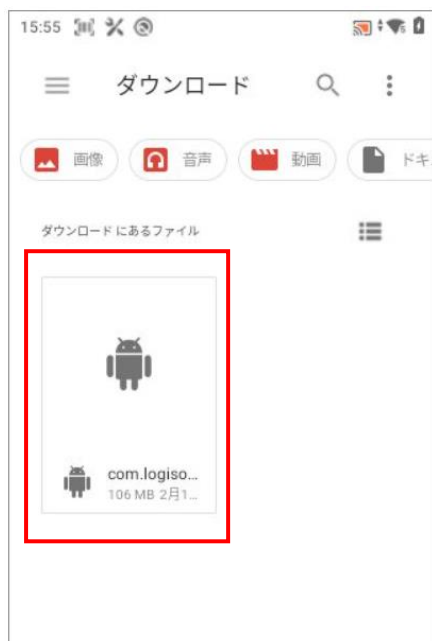 15:55
ダウンロード
画像 音声 動画 ドキ
ダウンロード にあるファイル
com.logiso...
106 MB 2月1...